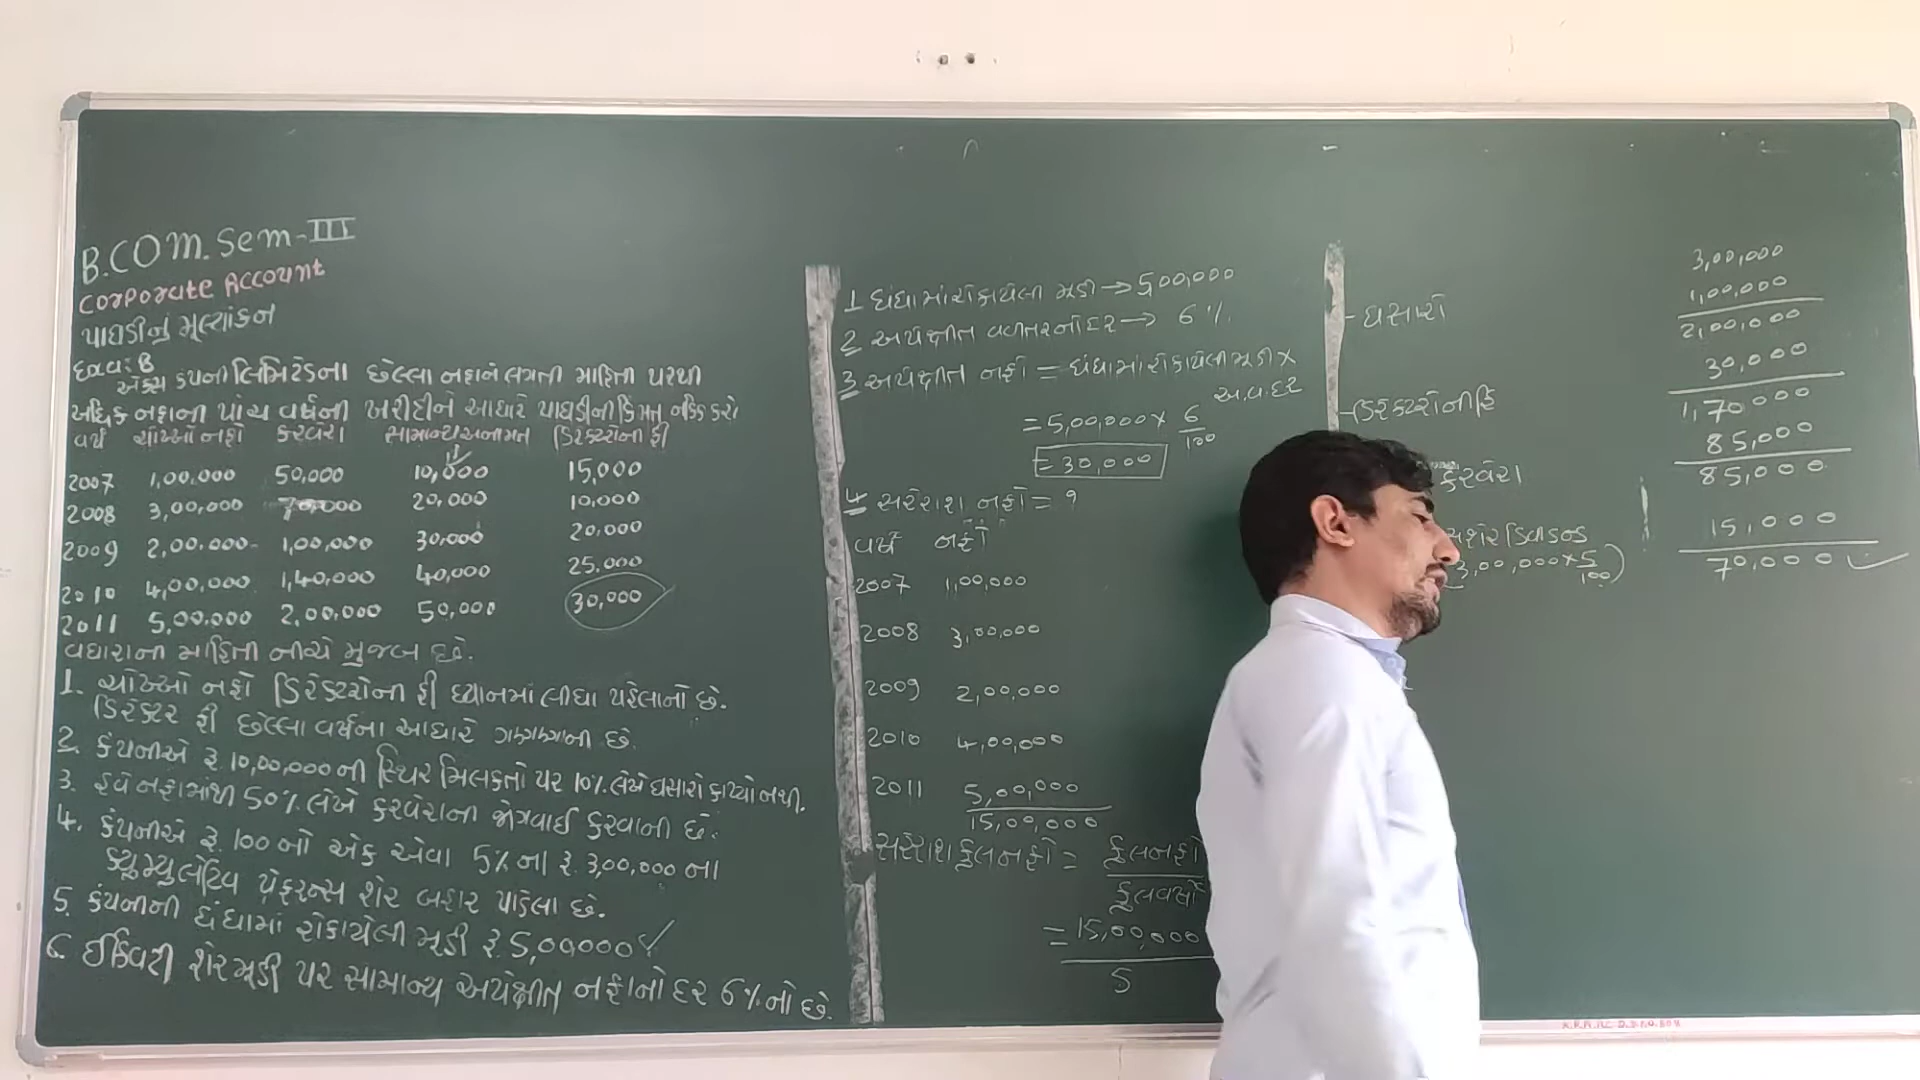 B.COM. Sem-III
Corporate Account
પાઘડીનું મૂલ્યાંકન
દાખલ: B
એક્સ કંપની લિમિટેડના છેલ્લા નફાને લગતી માહિતી પરથી
અધિક નફાની પાંચ વર્ષની ખરીદીને આધારે પાઘડીની કિંમત નક્કિ કરો
વર્ષ ચોખ્ખો નફો કરવેરા સામાન્ય અનામત ડિરેક્ટરોની ફી
2007 1,00,000 50,000 10,000 15,000
2008 3,00,000 70,000 20,000 10,000
2009 2,00,000 1,00,000 30,000 20,000
2010 4,00,000 1,40,000 40,000 25,000
2011 5,00,000 2,00,000 50,000 30,000
વધારાની માહિતી નીચે મુજબ છે.
1. ચોખ્ખો નફો ડિરેક્ટરોની ફી ધ્યાનમાં લીધા પહેલાનો છે.
ડિરેક્ટર ફી છેલ્લા વર્ષના આધારે ગણવાની છે.
2. કંપનીએ રૂ. 10,00,000 ની સ્થિર મિલકતો પર 10% લેખે ઘસારો કાપ્યો નથી.
3. હવે નફામાંથી 50% લેખે કરવેરાની જોગવાઈ કરવાની છે.
4. કંપનીએ રૂ. 100 નો એક એવા 5% ના રૂ. 3,00,000 ના
ક્યુમ્યુલેટિવ પ્રેફરન્સ શેર બહાર પાડેલા છે.
5. કંપનીની ધંધામાં રોકાયેલી મૂડી રૂ. 5,00,000 ✓
6. ઈક્વિટી શેરમૂડી પર સામાન્ય અપેક્ષીત નફાનો દર 6% નો છે.
1 ધંધામાં રોકાયેલી મૂડી → 5,00,000
2 અપેક્ષીત વળતરનો દર → 6%
3 અપેક્ષીત નફો = ધંધામાં રોકાયેલી મૂડી ×
અ.વ.દર
= 5,00,000 × 6/100
= 30,000
4 સરેરાશ નફો = ?
વર્ષ નફો
2007 1,00,000
2008 3,00,000
2009 2,00,000
2010 4,00,000
2011 5,00,000
15,00,000
સરેરાશ કુલ નફો = કુલ નફો
કુલ વર્ષો
= 15,00,000
5
3,00,000
- ઘસારો 1,00,000
2,00,000
- ડિરેક્ટરોની ફિ 30,000
1,70,000
કરવેરા 85,000
85,000
શેર ડિવીડન્ડ 15,000
3,00,000 × 5/100) 70,000 ✓